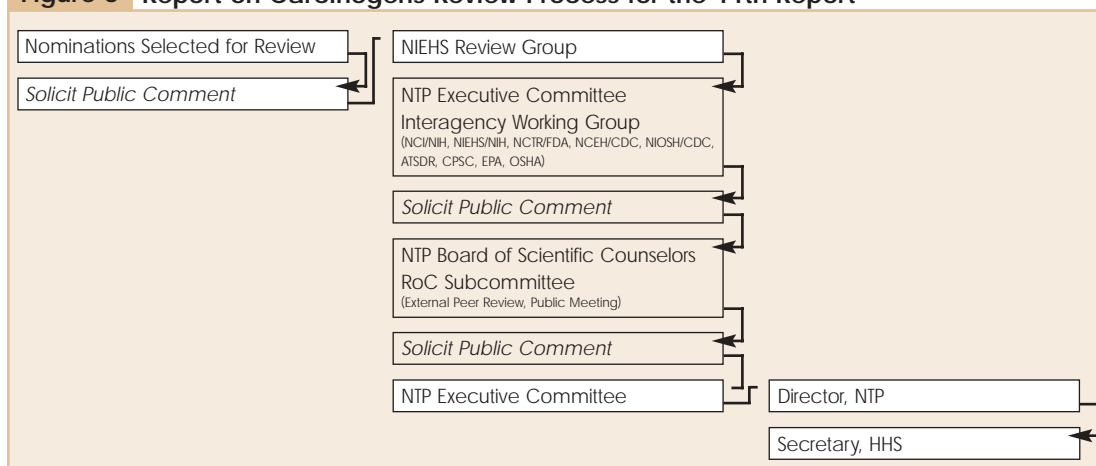 Figure Report on Carcinogens Review Process for the 11th Report
Nominations Selected for Review
Solicit Public Comment
NIEHS Review Group
NTP Executive Committee
Interagency Working Group
(NCI/NIH, NIEHS/NIH, NCTR/FDA, NCEH/CDC, NIOSH/CDC,
ATSDR, CPSC, EPA, OSHA)
Solicit Public Comment
NTP Board of Scientific Counselors
RoC Subcommittee
(External Peer Review, Public Meeting)
Solicit Public Comment
NTP Executive Committee
Director, NTP
Secretary, HHS